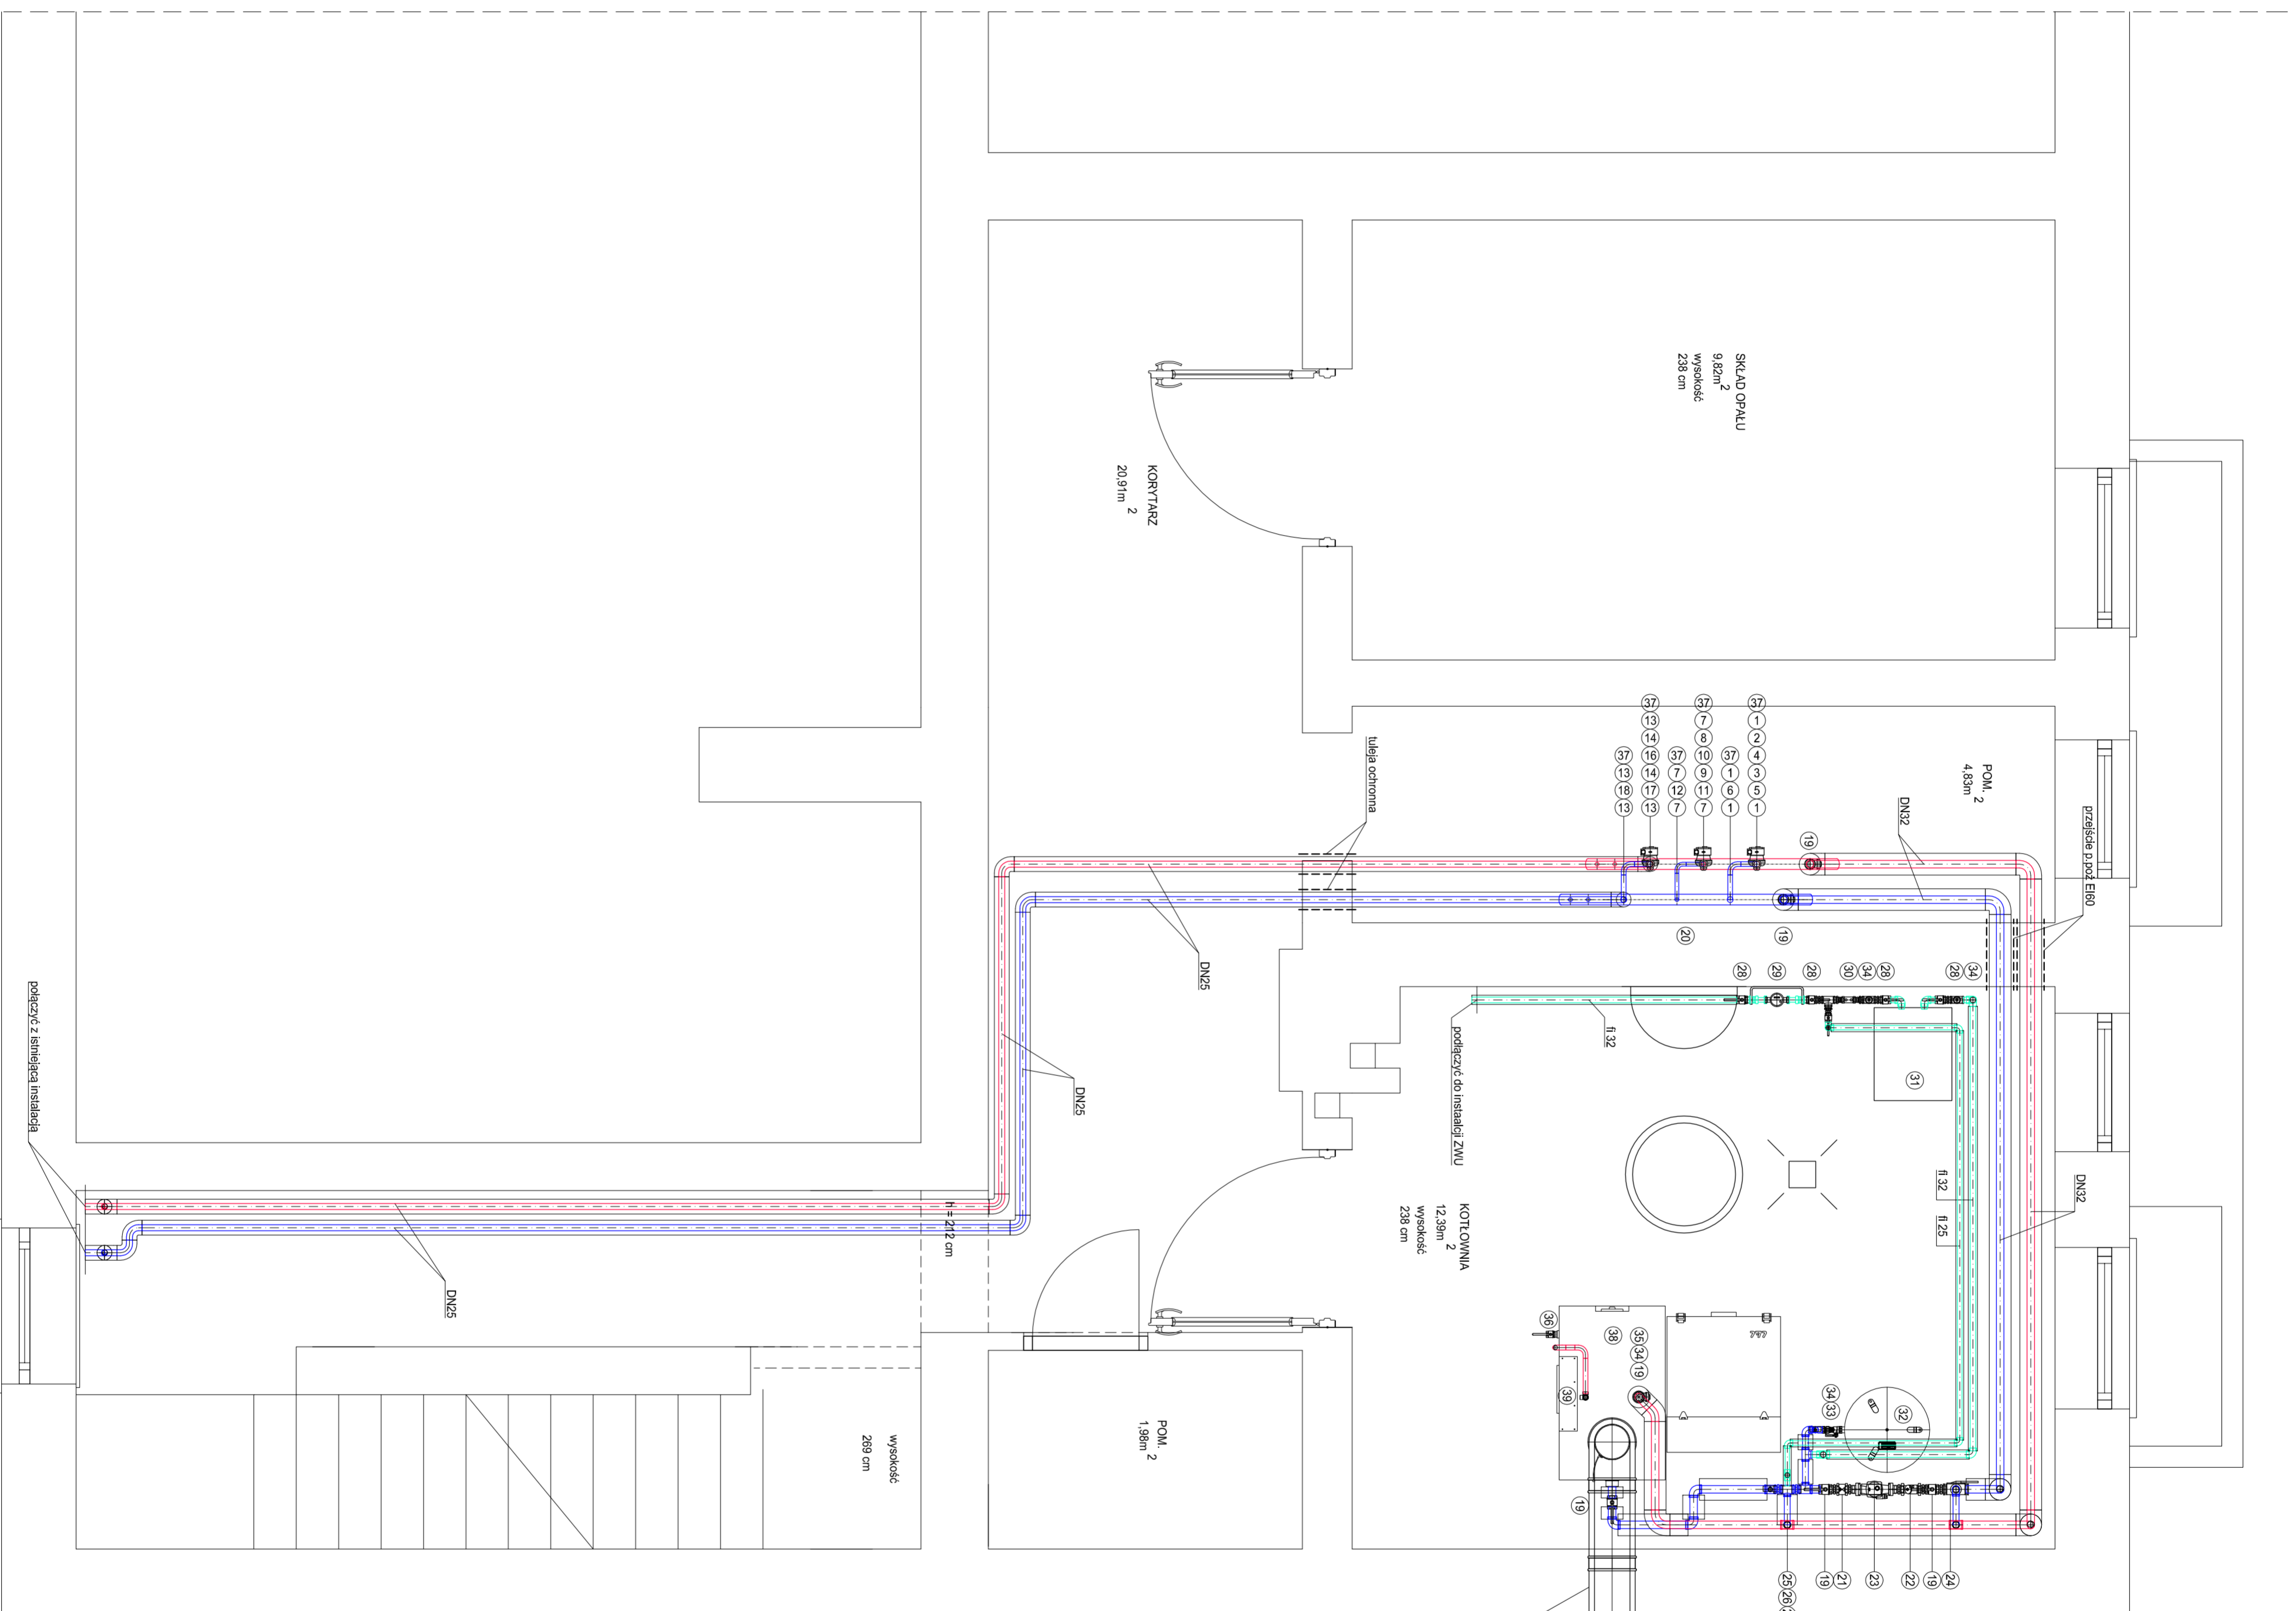 SKŁAD OPAŁU
9,82m 2
wysokość
238 cm
KORYTARZ
20,91m 2
POM.
4,83m 2
DN32
przejście p.poż EI60
tuleja ochronna
37 1 2 4 3 5 1
37 1 6 1
37 7 8 10 9 11 7
37 7 12 7
37 13 14 16 14 17 13
37 13 18 13
19
19
20
28
29
28
30 34 28
28 34
31
fi 32
podłączyć do instaalcji ZWU
DN25
DN25
DN25
połączyć z istniejącą instalacją
h = 212 cm
KOTŁOWNIA
12,39m 2
wysokość
238 cm
fi 32
fi 25
DN32
36
38
35 34 19
39
34 33
32
19
POM.
1,98m 2
wysokość
269 cm
25 26
19 21
23
22 19 24